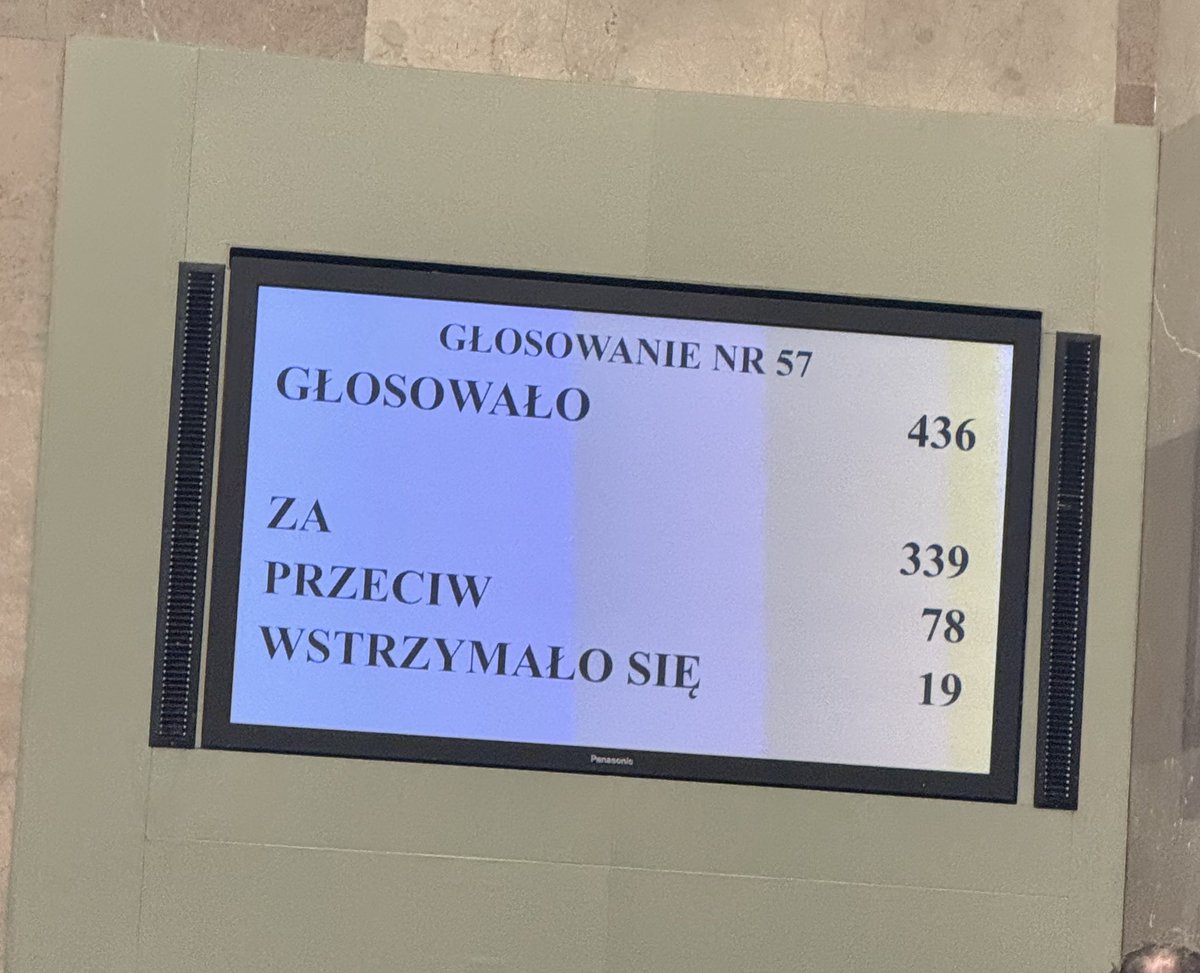 GŁOSOWANIE NR 57
GŁOSOWAŁO 436
ZA 339
PRZECIW 78
WSTRZYMAŁO SIĘ 19
Panasonic